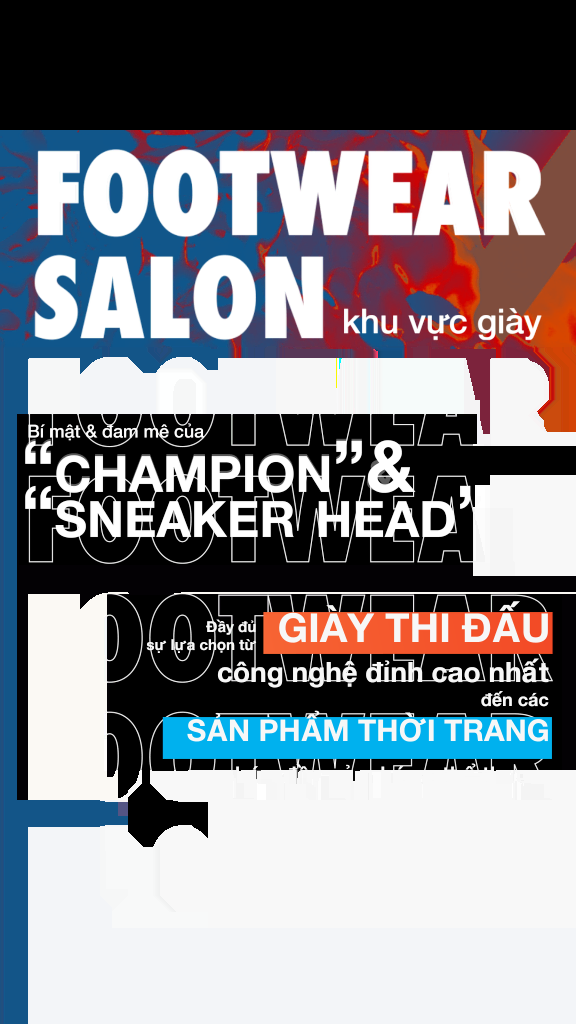 FOOTWEAR
SALON
khu vực giày
Bí mật & đam mê của
“CHAMPION”&
“SNEAKER HEAD”
Đầy đủ
sự lựa chọn từ
GIÀY THI ĐẤU
công nghệ đỉnh cao nhất
đến các
SẢN PHẨM THỜI TRANG